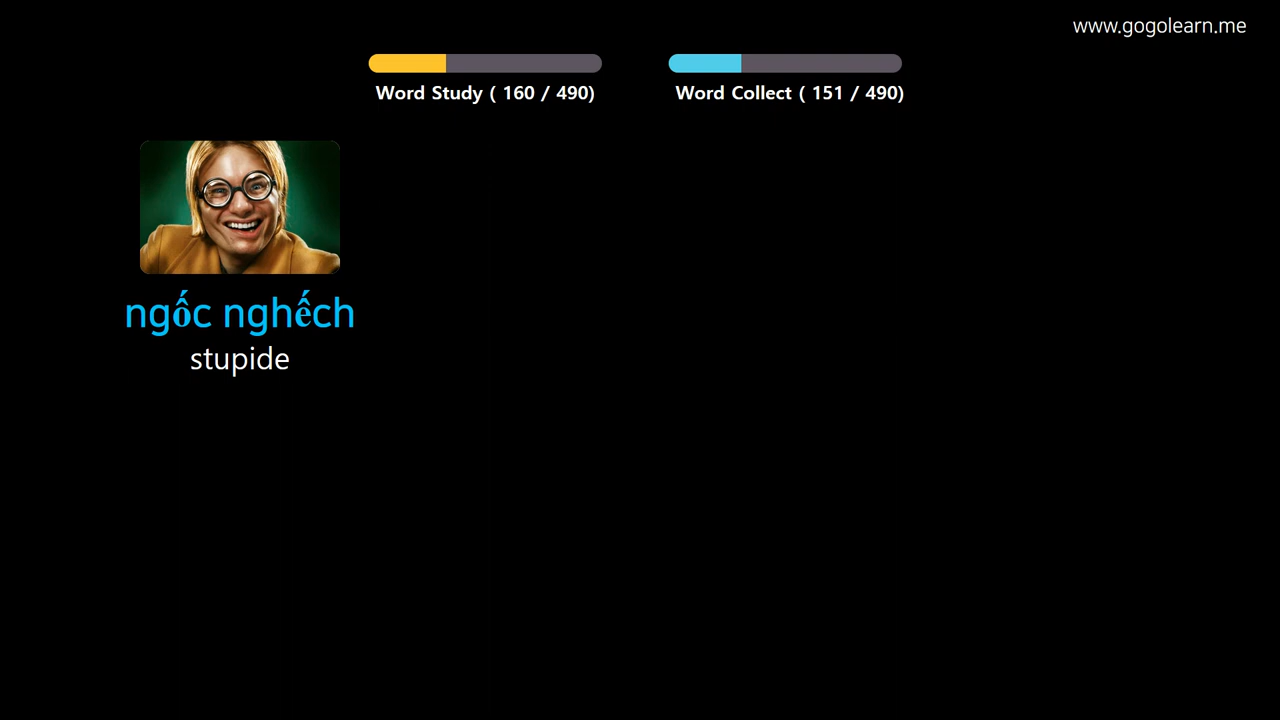 www.gogolearn.me
Word Study ( 160 / 490)
Word Collect ( 151 / 490)
ngốc nghếch
stupide